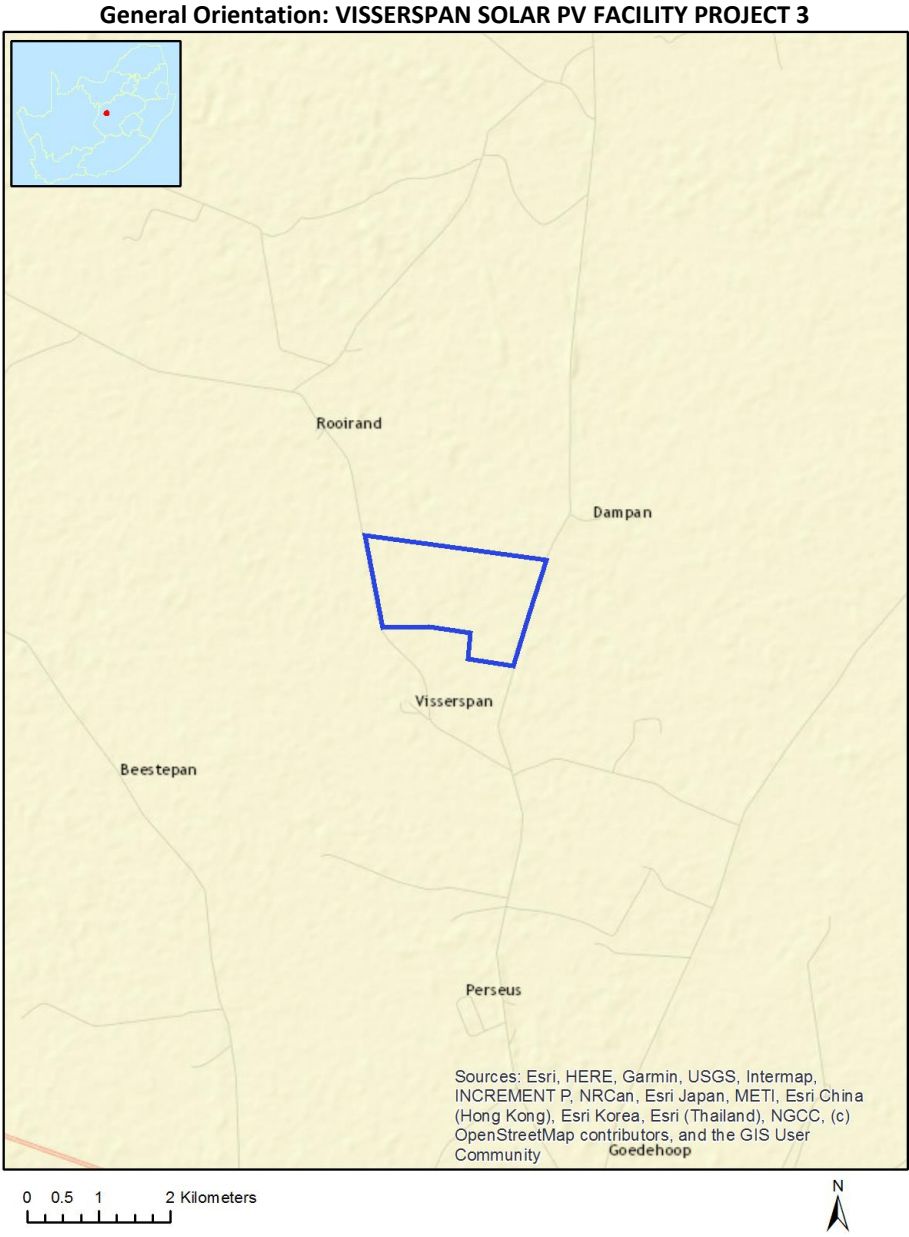 General Orientation: VISSERSPAN SOLAR PV FACILITY PROJECT 3
Rooirand
Dampan
Visserspan
Beestepan
Perseus
Sources: Esri, HERE, Garmin, USGS, Intermap,
INCREMENT P, NRCan, Esri Japan, METI, Esri China
(Hong Kong), Esri Korea, Esri (Thailand), NGCC, (c)
OpenStreetMap contributors, and the GIS User
Community
Goedehoop
0 0.5 1 2 Kilometers
N